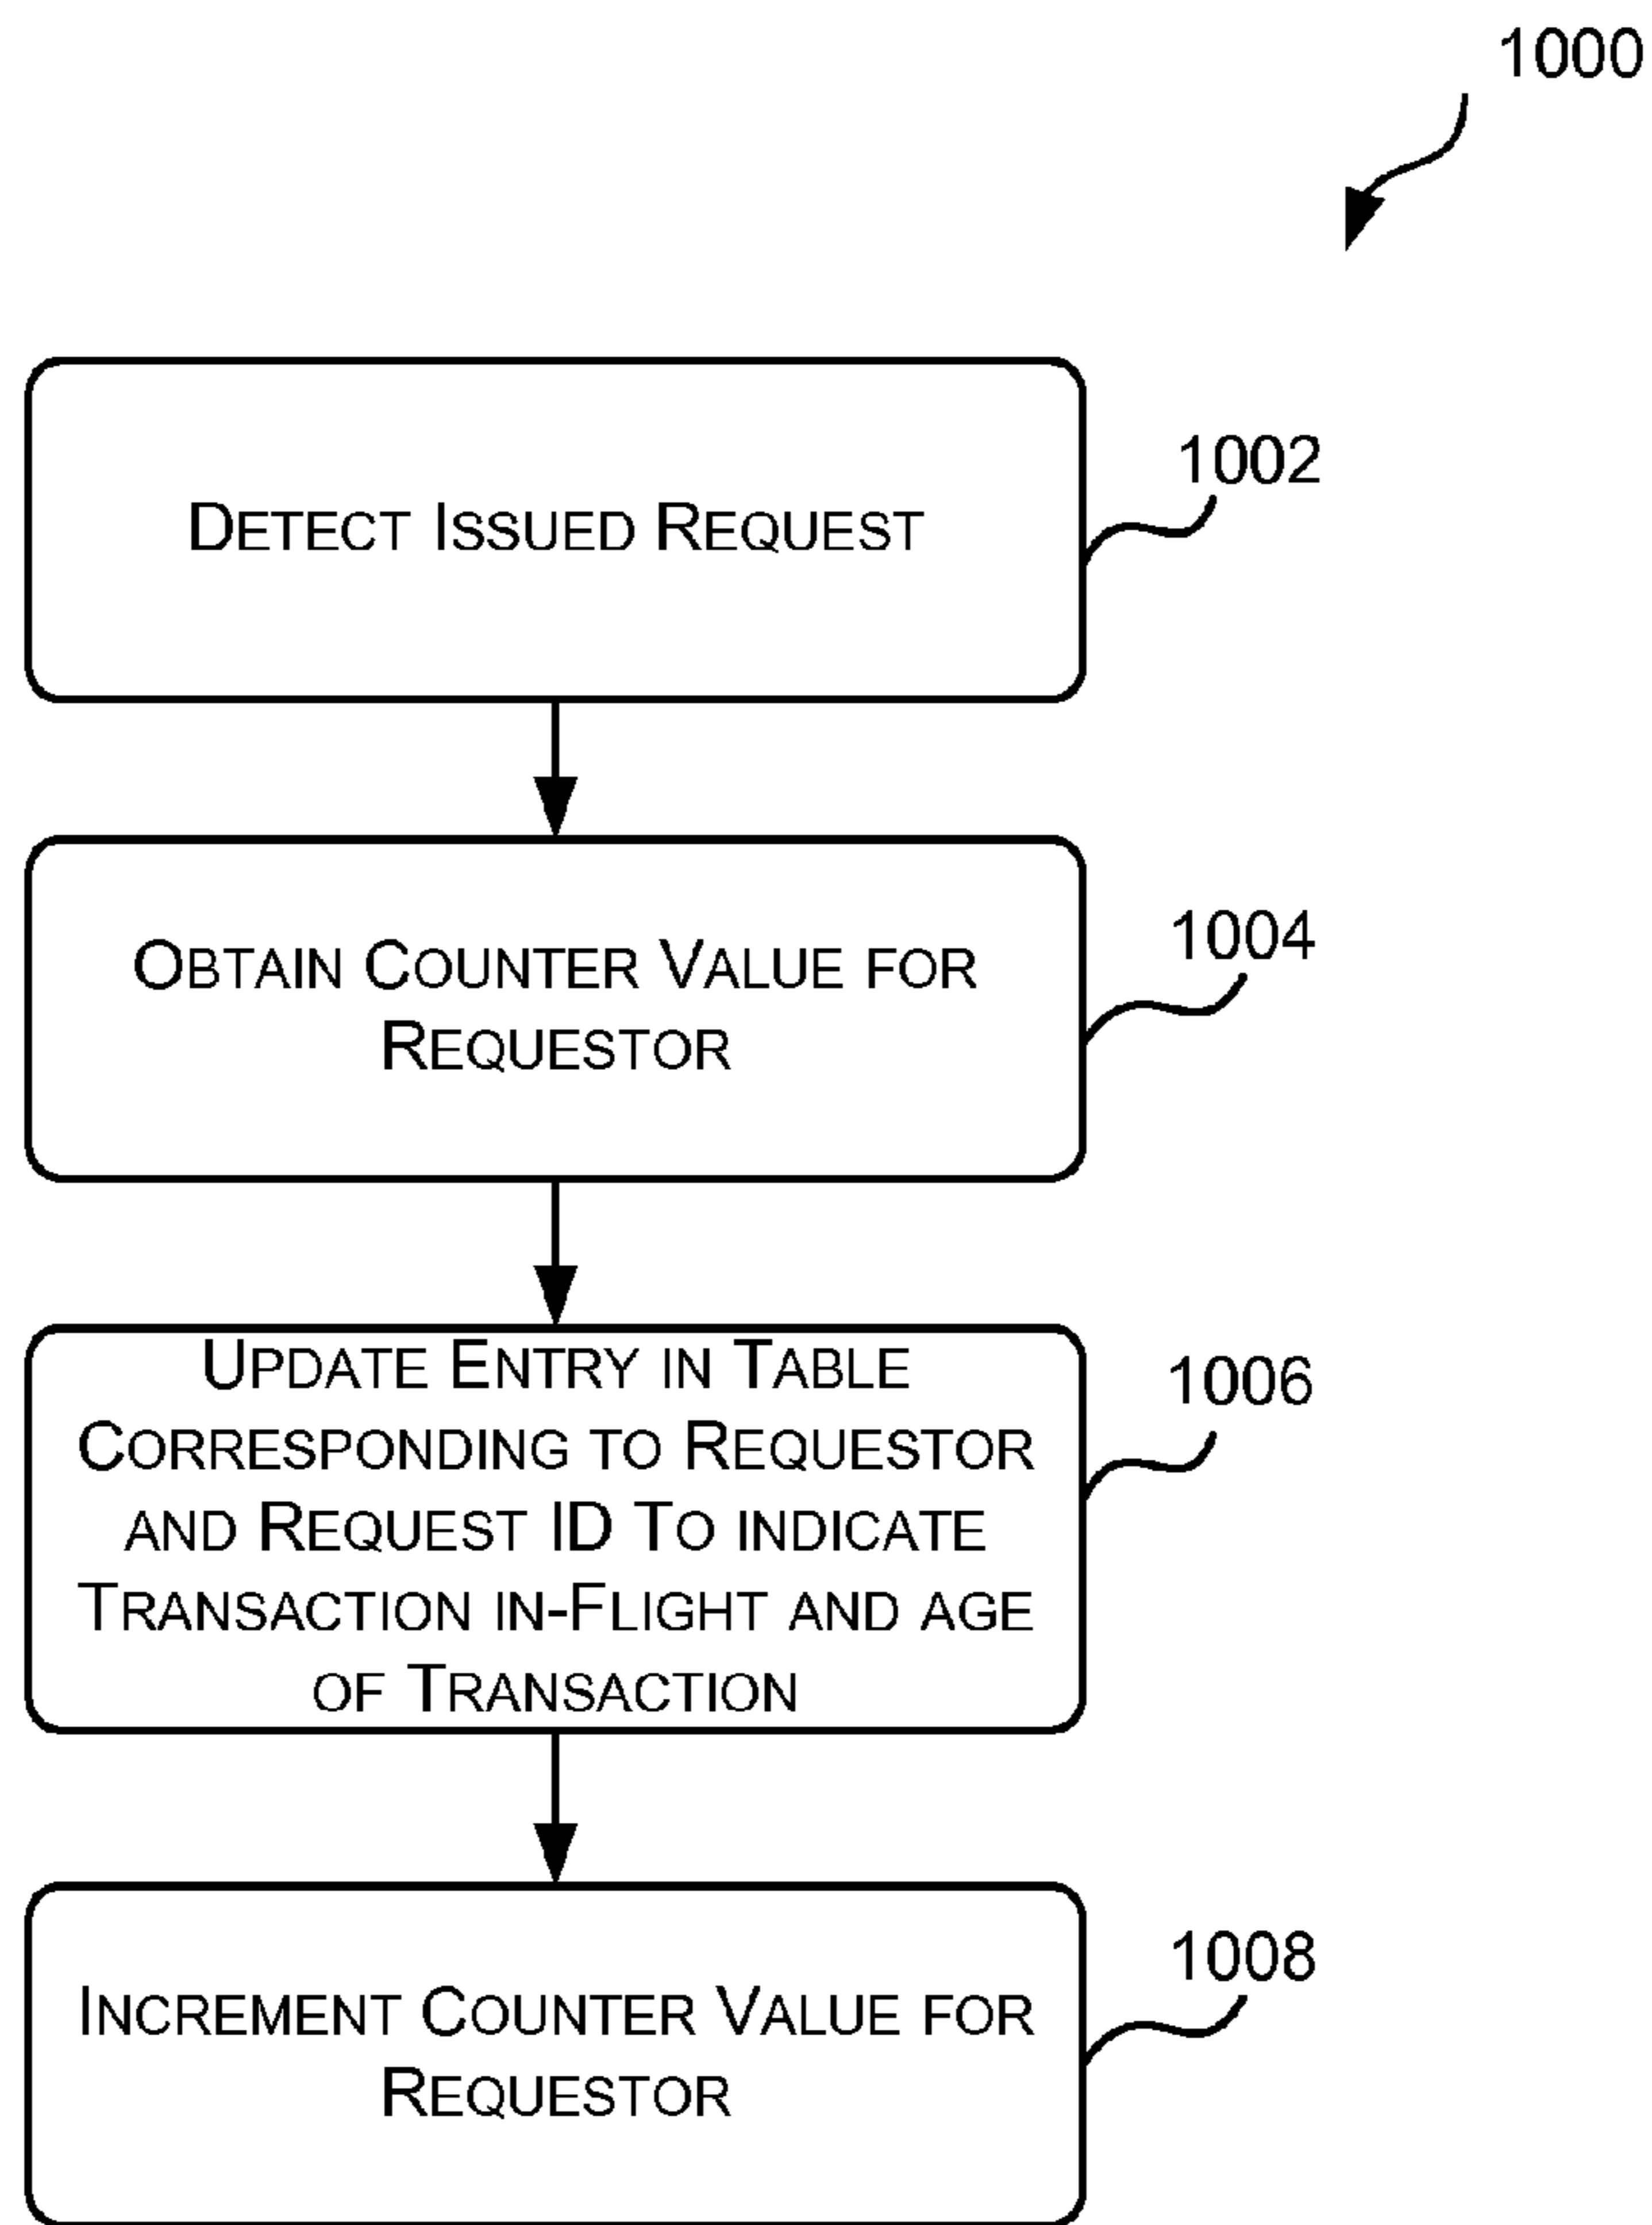 1000
DETECT ISSUED REQUEST
1002
OBTAIN COUNTER VALUE FOR
REQUESTOR
1004
UPDATE ENTRY IN TABLE
CORRESPONDING TO REQUESTOR
AND REQUEST ID TO INDICATE
TRANSACTION IN-FLIGHT AND AGE
OF TRANSACTION
1006
INCREMENT COUNTER VALUE FOR
REQUESTOR
1008